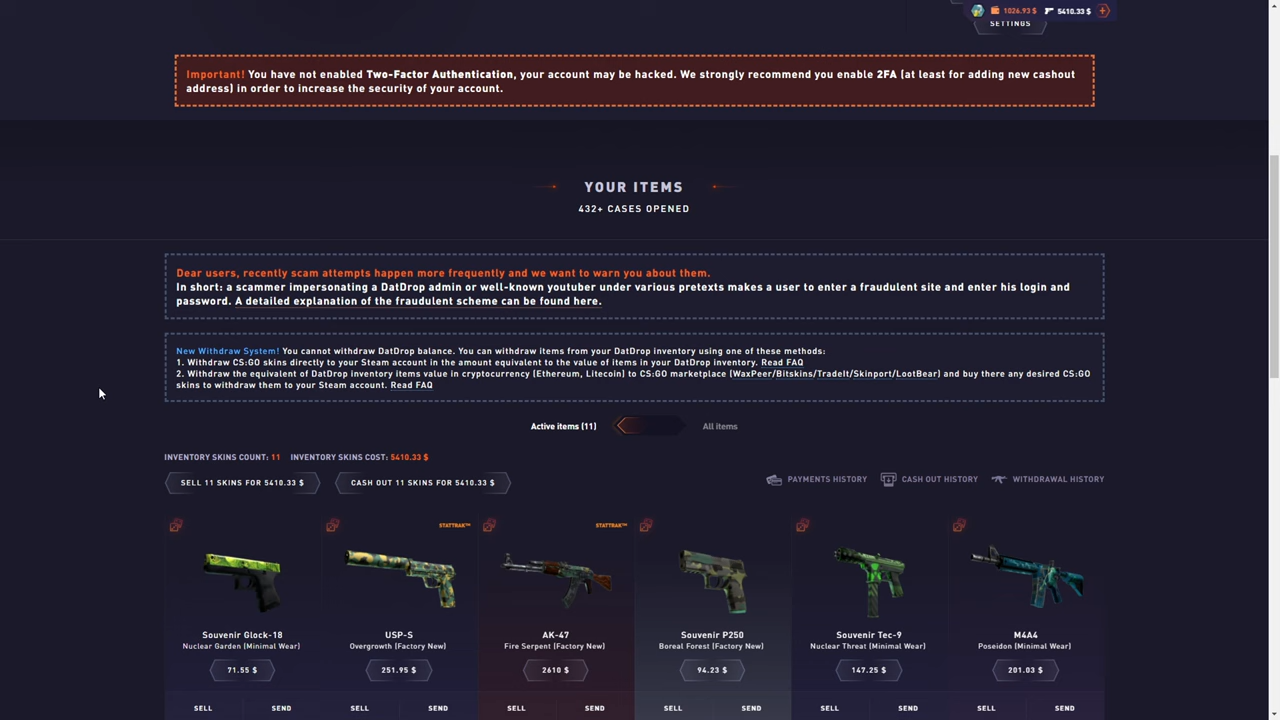 1026.93 $ 5410.33 $
SETTINGS
Important! You have not enabled Two-Factor Authentication, your account may be hacked. We strongly recommend you enable 2FA (at least for adding new cashout
address) in order to increase the security of your account.
YOUR ITEMS
432+ CASES OPENED
Dear users, recently scam attempts happen more frequently and we want to warn you about them.
In short: a scammer impersonating a DatDrop admin or well-known youtuber under various pretexts makes a user to enter a fraudulent site and enter his login and
password. A detailed explanation of the fraudulent scheme can be found here.
New Withdraw System! You cannot withdraw DatDrop balance. You can withdraw items from your DatDrop inventory using one of these methods:
1. Withdraw CS:GO skins directly to your Steam account in the amount equivalent to the value of items in your DatDrop inventory. Read FAQ
2. Withdraw the equivalent of DatDrop inventory items value in cryptocurrency (Ethereum, Litecoin) to CS:GO marketplace (WaxPeer/Bitskins/TradeIt/Skinport/LootBear) and buy there any desired CS:GO
skins to withdraw them to your Steam account. Read FAQ
Active items (11) All items
INVENTORY SKINS COUNT: 11 INVENTORY SKINS COST: 5410.33 $
SELL 11 SKINS FOR 5410.33 $ CASH OUT 11 SKINS FOR 5410.33 $ PAYMENTS HISTORY CASH OUT HISTORY WITHDRAWAL HISTORY
STATTRAK™ STATTRAK™
Souvenir Glock-18 USP-S AK-47 Souvenir P250 Souvenir Tec-9 M4A4
Nuclear Garden (Minimal Wear) Overgrowth (Factory New) Fire Serpent (Factory New) Boreal Forest (Factory New) Nuclear Threat (Minimal Wear) Poseidon (Minimal Wear)
71.55 $ 251.95 $ 2610 $ 94.23 $ 147.25 $ 201.03 $
SELL SEND SELL SEND SELL SEND SELL SEND SELL SEND SELL SEND